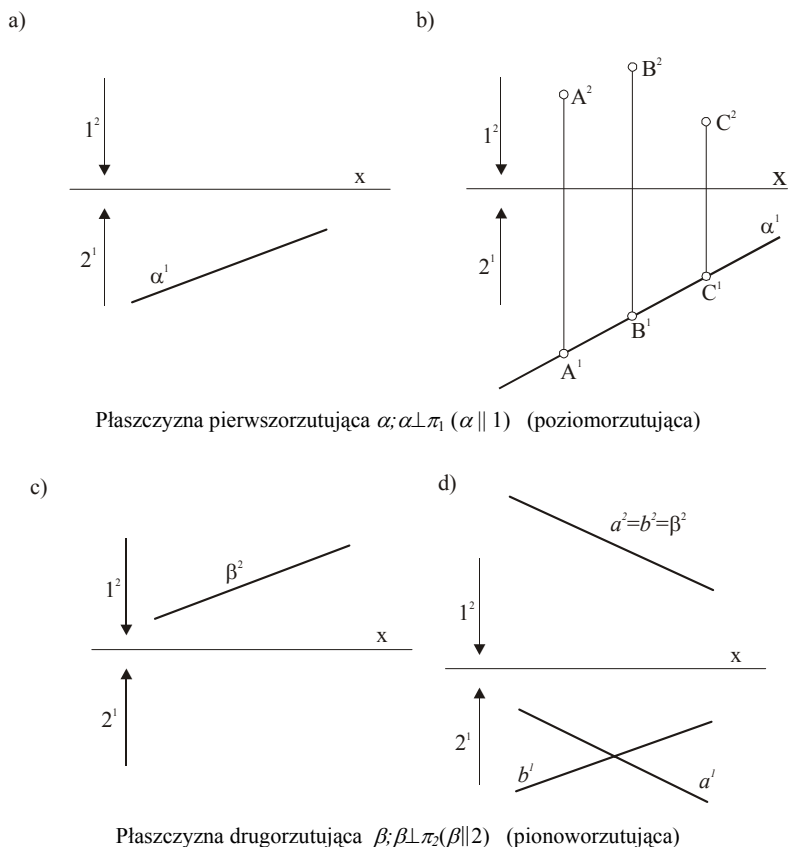 a)
b)
1²
x
2¹
α¹
A²
B²
C²
1²
x
2¹
α¹
A¹
B¹
C¹
Płaszczyzna pierwszorzutująca α;α⊥π₁ (α || 1) (poziomorzutująca)
c)
d)
1²
β²
x
2¹
a²=b²=β²
1²
x
2¹
b¹
a¹
Płaszczyzna drugorzutująca β;β⊥π₂(β||2) (pionoworzutująca)